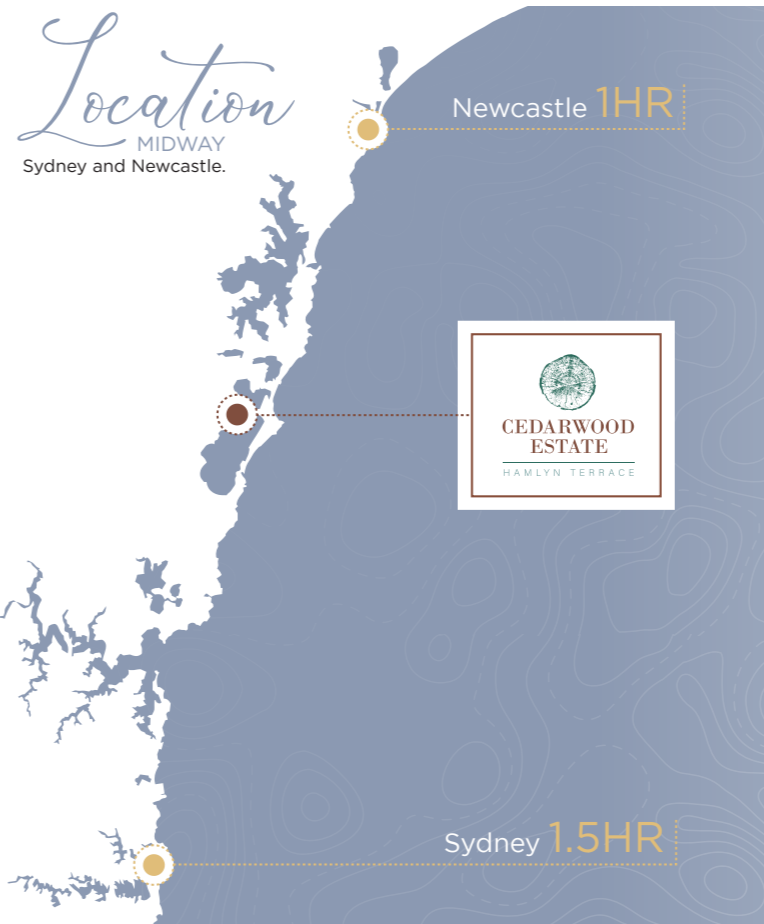 Location
MIDWAY
Sydney and Newcastle.
Newcastle 1HR
CEDARWOOD
ESTATE
HAMLYN TERRACE
Sydney 1.5HR